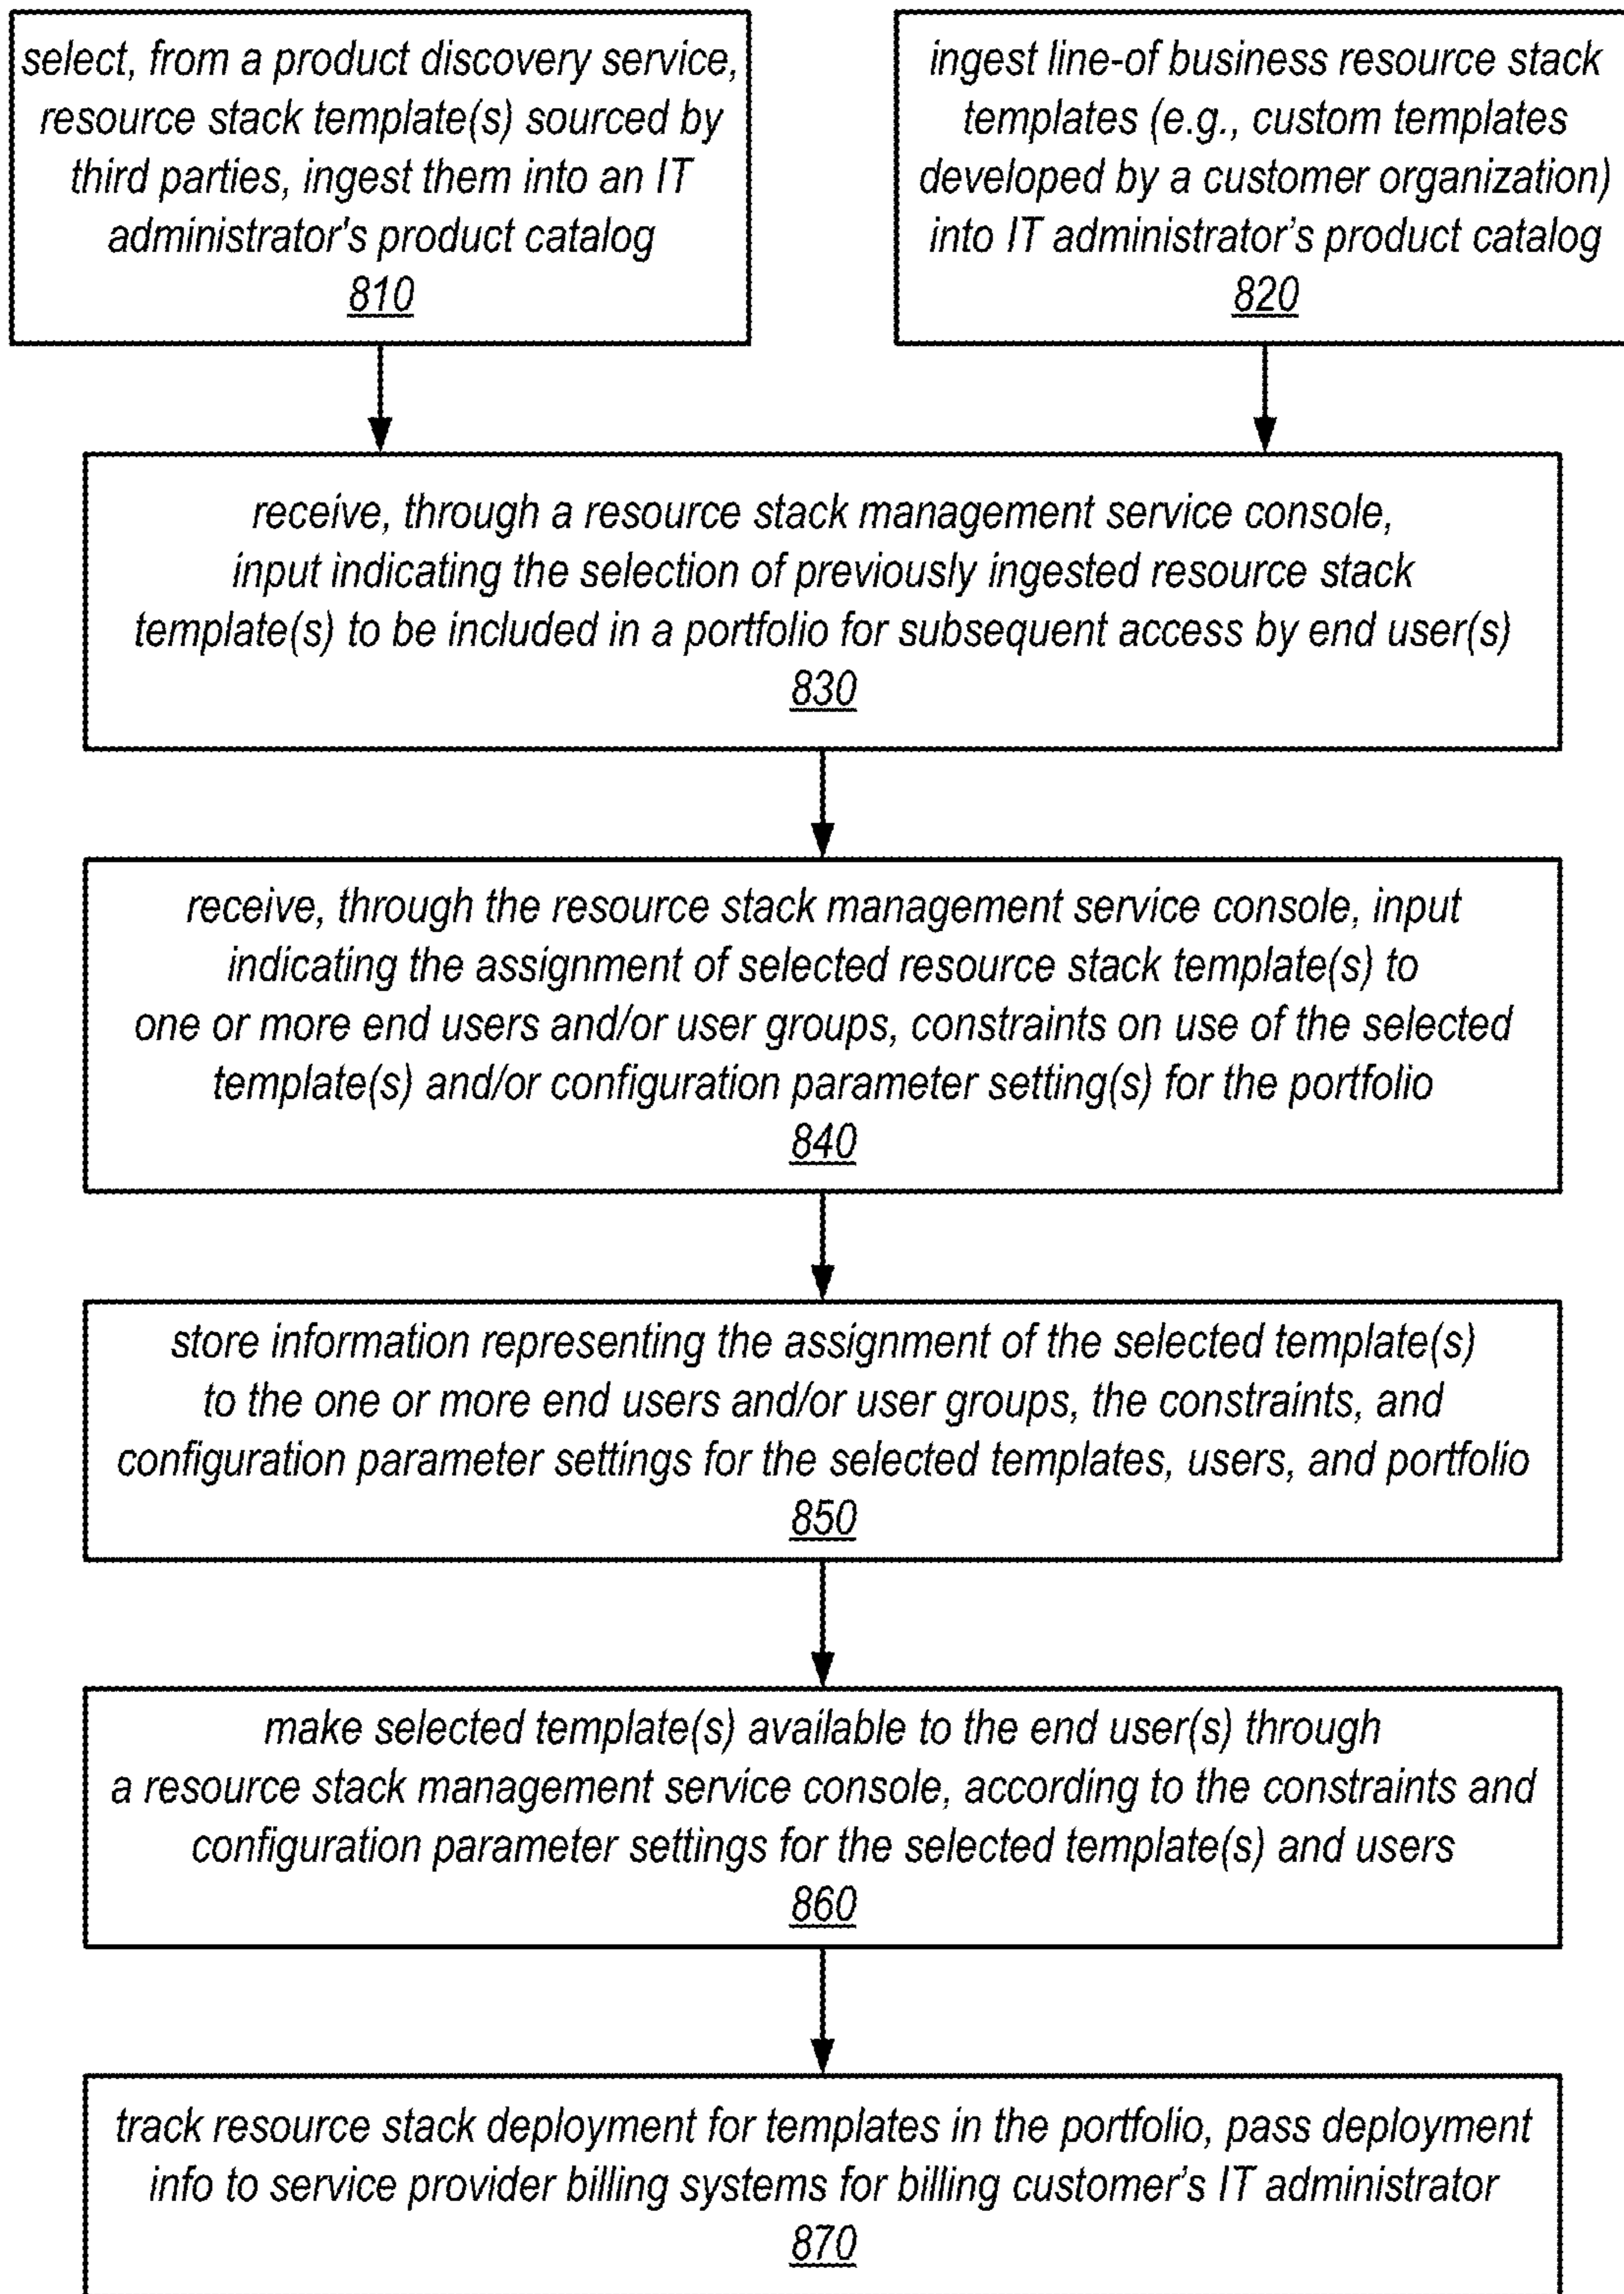 select, from a product discovery service,
resource stack template(s) sourced by
third parties, ingest them into an IT
administrator's product catalog
810
ingest line-of business resource stack
templates (e.g., custom templates
developed by a customer organization)
into IT administrator's product catalog
820
receive, through a resource stack management service console,
input indicating the selection of previously ingested resource stack
template(s) to be included in a portfolio for subsequent access by end user(s)
830
receive, through the resource stack management service console, input
indicating the assignment of selected resource stack template(s) to
one or more end users and/or user groups, constraints on use of the selected
template(s) and/or configuration parameter setting(s) for the portfolio
840
store information representing the assignment of the selected template(s)
to the one or more end users and/or user groups, the constraints, and
configuration parameter settings for the selected templates, users, and portfolio
850
make selected template(s) available to the end user(s) through
a resource stack management service console, according to the constraints and
configuration parameter settings for the selected template(s) and users
860
track resource stack deployment for templates in the portfolio, pass deployment
info to service provider billing systems for billing customer's IT administrator
870